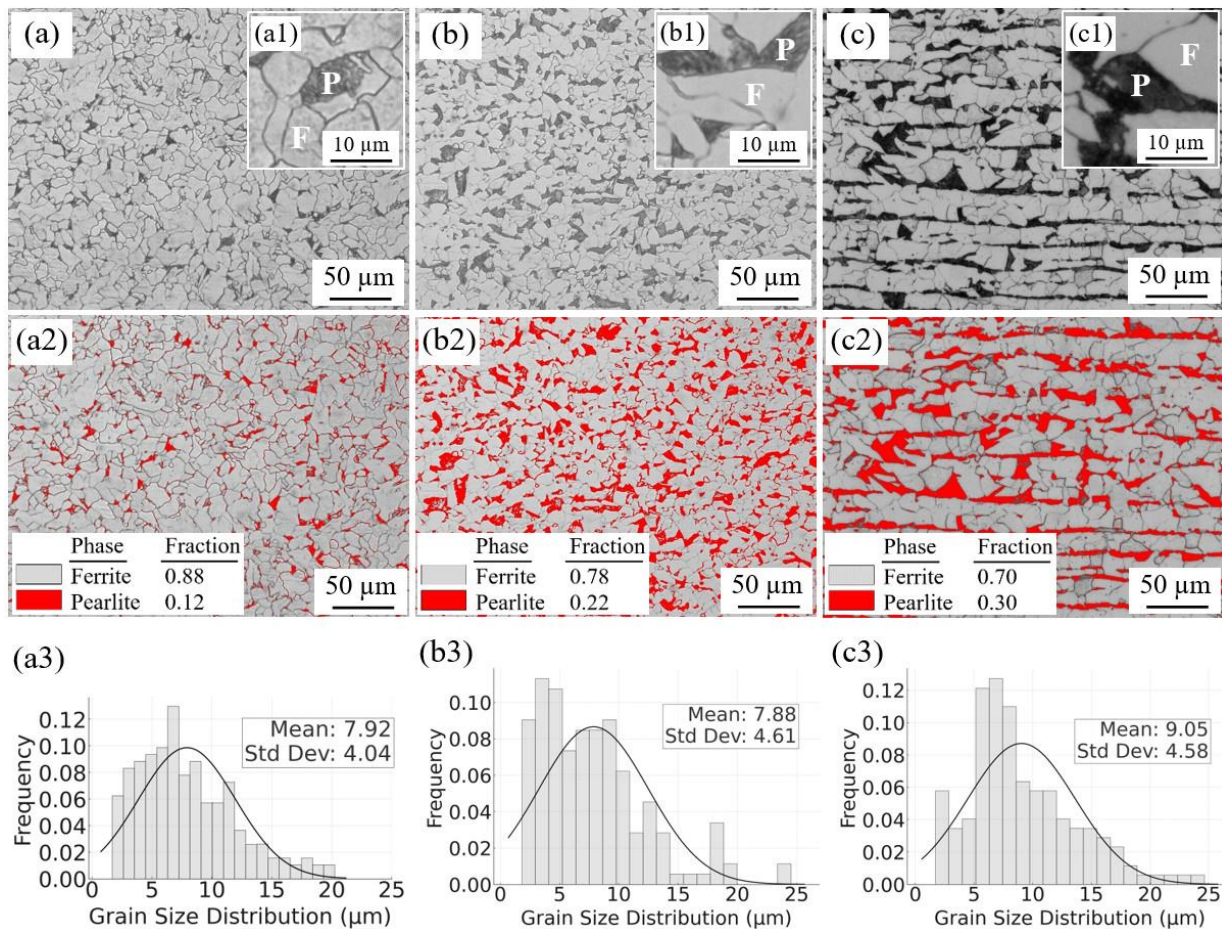 (a)
(a1)
P
F
10 µm
50 µm
(b)
(b1)
P
F
10 µm
50 µm
(c)
(c1)
F
P
10 µm
50 µm
(a2)
Phase Fraction
Ferrite 0.88
Pearlite 0.12
50 µm
(b2)
Phase Fraction
Ferrite 0.78
Pearlite 0.22
50 µm
(c2)
Phase Fraction
Ferrite 0.70
Pearlite 0.30
50 µm
(a3)
Mean: 7.92
Std Dev: 4.04
Frequency
0.12
0.10
0.08
0.06
0.04
0.02
0.00
0 5 10 15 20 25
Grain Size Distribution (µm)
(b3)
Mean: 7.88
Std Dev: 4.61
Frequency
0.10
0.08
0.06
0.04
0.02
0.00
0 5 10 15 20 25
Grain Size Distribution (µm)
(c3)
Mean: 9.05
Std Dev: 4.58
Frequency
0.12
0.10
0.08
0.06
0.04
0.02
0.00
0 5 10 15 20 25
Grain Size Distribution (µm)